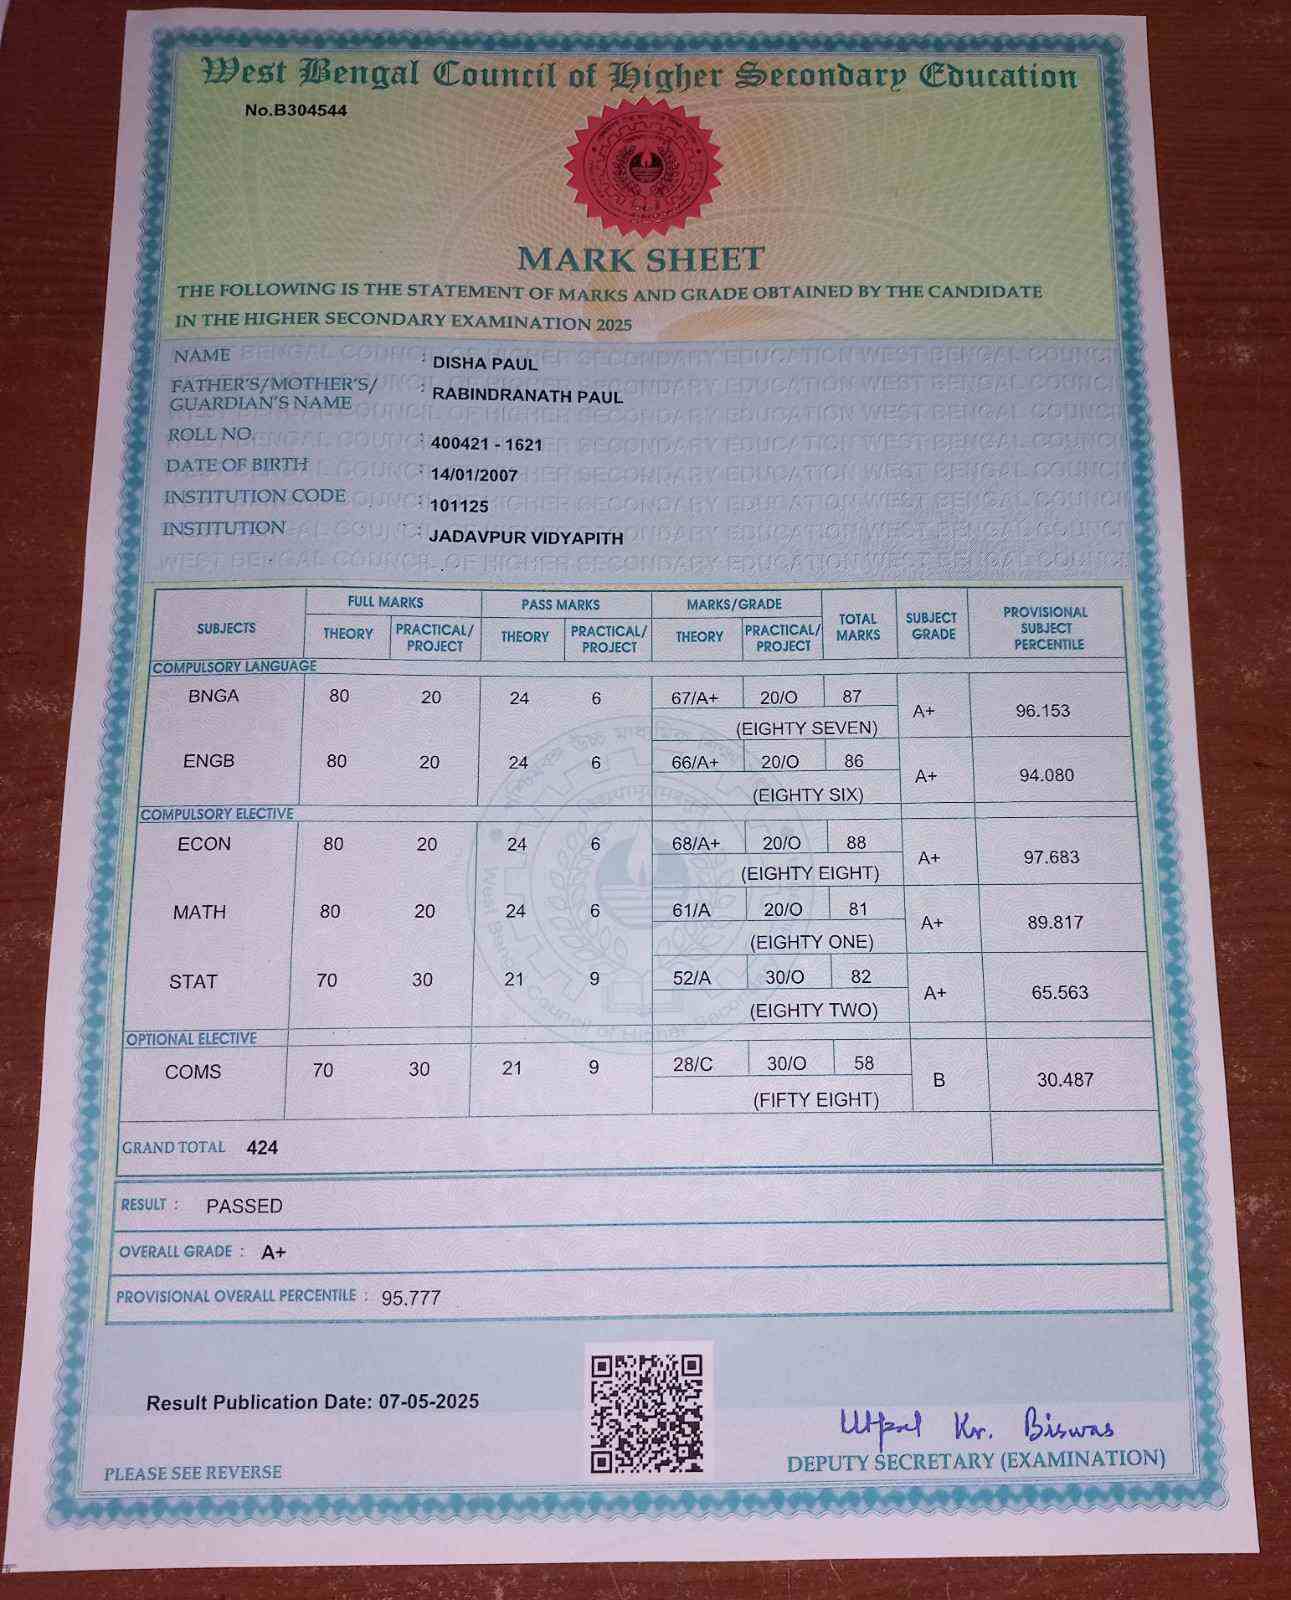 West Bengal Council of Higher Secondary Education
No.B304544
MARK SHEET
THE FOLLOWING IS THE STATEMENT OF MARKS AND GRADE OBTAINED BY THE CANDIDATE
IN THE HIGHER SECONDARY EXAMINATION 2025
NAME : DISHA PAUL
FATHER'S/MOTHER'S/
GUARDIAN'S NAME : RABINDRANATH PAUL
ROLL NO. : 400421 - 1621
DATE OF BIRTH : 14/01/2007
INSTITUTION CODE : 101125
INSTITUTION : JADAVPUR VIDYAPITH
SUBJECTS FULL MARKS PASS MARKS MARKS/GRADE TOTAL MARKS SUBJECT GRADE PROVISIONAL SUBJECT PERCENTILE
THEORY PRACTICAL/PROJECT THEORY PRACTICAL/PROJECT THEORY PRACTICAL/PROJECT
COMPULSORY LANGUAGE
BNGA 80 20 24 6 67/A+ 20/O 87 A+ 96.153
(EIGHTY SEVEN)
ENGB 80 20 24 6 66/A+ 20/O 86 A+ 94.080
(EIGHTY SIX)
COMPULSORY ELECTIVE
ECON 80 20 24 6 68/A+ 20/O 88 A+ 97.683
(EIGHTY EIGHT)
MATH 80 20 24 6 61/A 20/O 81 A+ 89.817
(EIGHTY ONE)
STAT 70 30 21 9 52/A 30/O 82 A+ 65.563
(EIGHTY TWO)
OPTIONAL ELECTIVE
COMS 70 30 21 9 28/C 30/O 58 B 30.487
(FIFTY EIGHT)
GRAND TOTAL 424
RESULT : PASSED
OVERALL GRADE : A+
PROVISIONAL OVERALL PERCENTILE : 95.777
Result Publication Date: 07-05-2025
Utpal Kr. Biswas
DEPUTY SECRETARY (EXAMINATION)
PLEASE SEE REVERSE